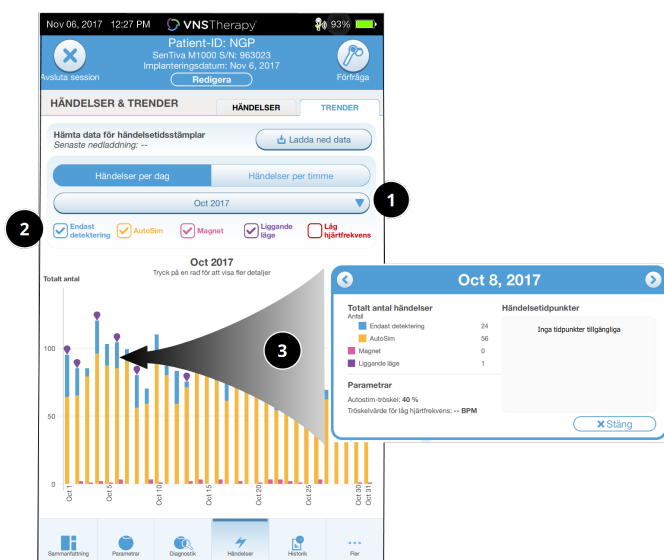 Nov 06, 2017 12:27 PM VNSTherapy 93%
Patient-ID: NGP
SenTiva M1000 S/N: 963023
Implanteringsdatum: Nov 6, 2017
Avsluta session Redigera Förfråga
HÄNDELSER & TRENDER HÄNDELSER TRENDER
Hämta data för händelsetidsstämplar
Senaste nedladdning: --
Ladda ned data
Händelser per dag Händelser per timme
Oct 2017
1
2
Endast detektering
AutoSim
Magnet
Liggande läge
Låg hjärtfrekvens
Oct 2017
Tryck på en rad för att visa fler detaljer
Totalt antal
100
50
0
Oct 1
Oct 5
Oct 10
Oct 15
Oct 20
Oct 25
Oct 30
Oct 31
3
Oct 8, 2017
Totalt antal händelser
Antal
Endast detektering 24
AutoSim 56
Magnet 0
Liggande läge 1
Parametrar
Autostim-tröskel: 40 %
Tröskelvärde för låg hjärtfrekvens: -- BPM
Händelsetidpunkter
Inga tidpunkter tillgängliga
Stäng
Sammanfattning Parametrar Diagnostik Händelser Historik Fler